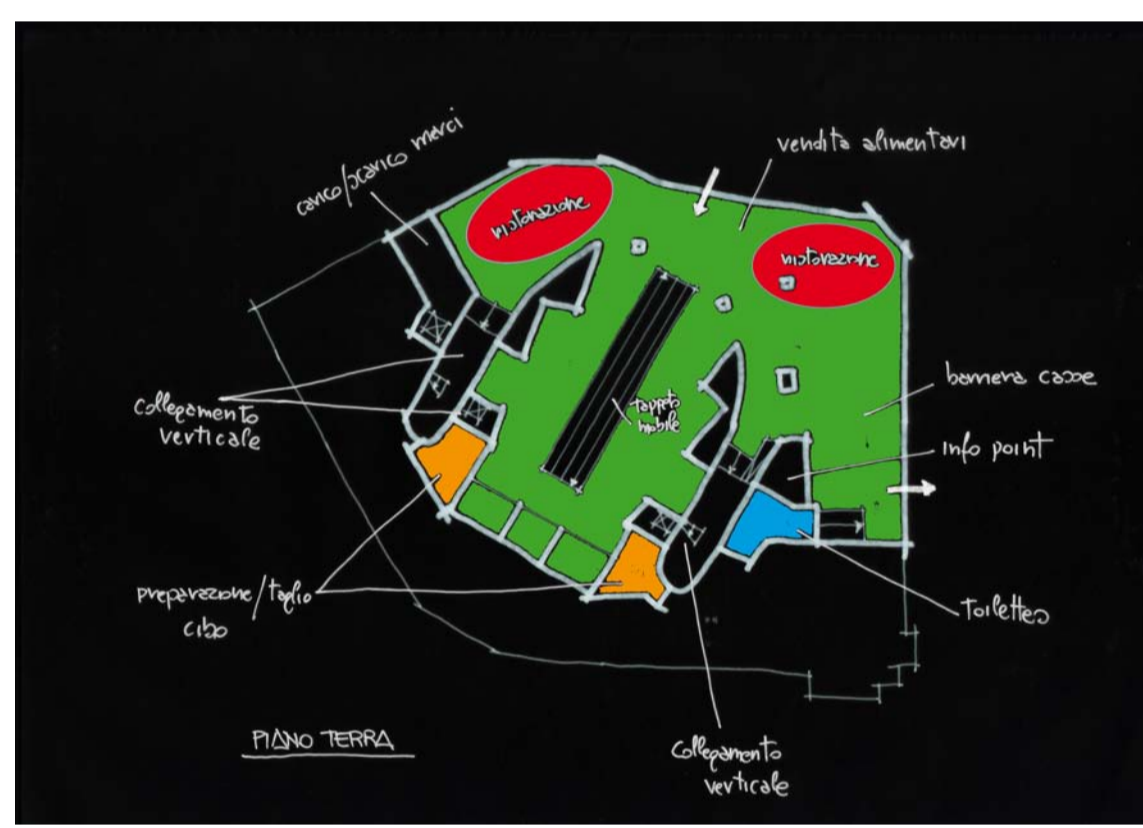 carico/scarico merci
vendita alimentari
ristorazione
ristorazione
barriera casse
tappeto
mobile
collegamento
verticale
info point
preparazione/taglio
cibo
toilettes
PIANO TERRA
collegamento
verticale